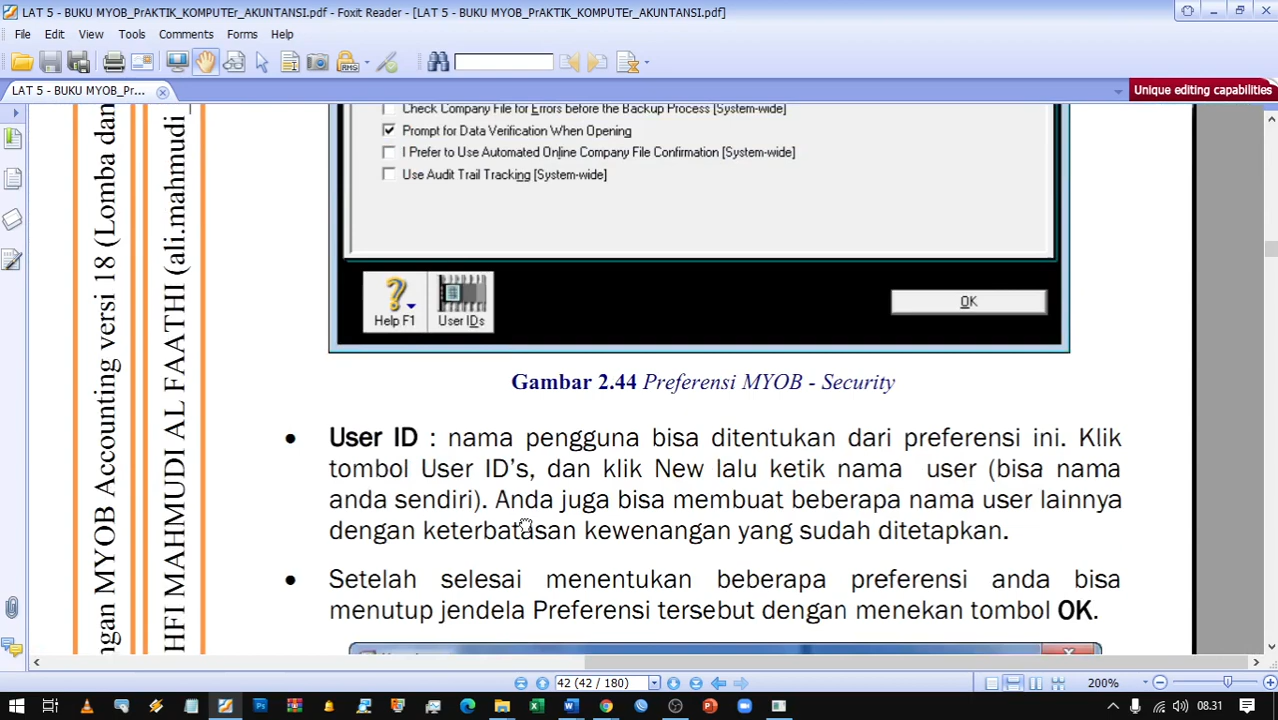 LAT 5 - BUKU MYOB_PrAKTIK_KOMPUTEr_AKUNTANSI.pdf - Foxit Reader - [LAT 5 - BUKU MYOB_PrAKTIK_KOMPUTEr_AKUNTANSI.pdf]
File Edit View Tools Comments Forms Help
RMS
LAT 5 - BUKU MYOB_Pr...
Unique editing capabilities
ngan MYOB Accounting versi 18 (Lomba dan
HFI MAHMUDI AL FAATHI (ali.mahmudi
Check Company File for Errors before the Backup Process [System-wide]
Prompt for Data Verification When Opening
I Prefer to Use Automated Online Company File Confirmation [System-wide]
Use Audit Trail Tracking [System-wide]
Help F1
User IDs
OK
Gambar 2.44 Preferensi MYOB - Security
• User ID : nama pengguna bisa ditentukan dari preferensi ini. Klik
tombol User ID’s, dan klik New lalu ketik nama user (bisa nama
anda sendiri). Anda juga bisa membuat beberapa nama user lainnya
dengan keterbatasan kewenangan yang sudah ditetapkan.
• Setelah selesai menentukan beberapa preferensi anda bisa
menutup jendela Preferensi tersebut dengan menekan tombol OK.
42 (42 / 180)
200%
08.31